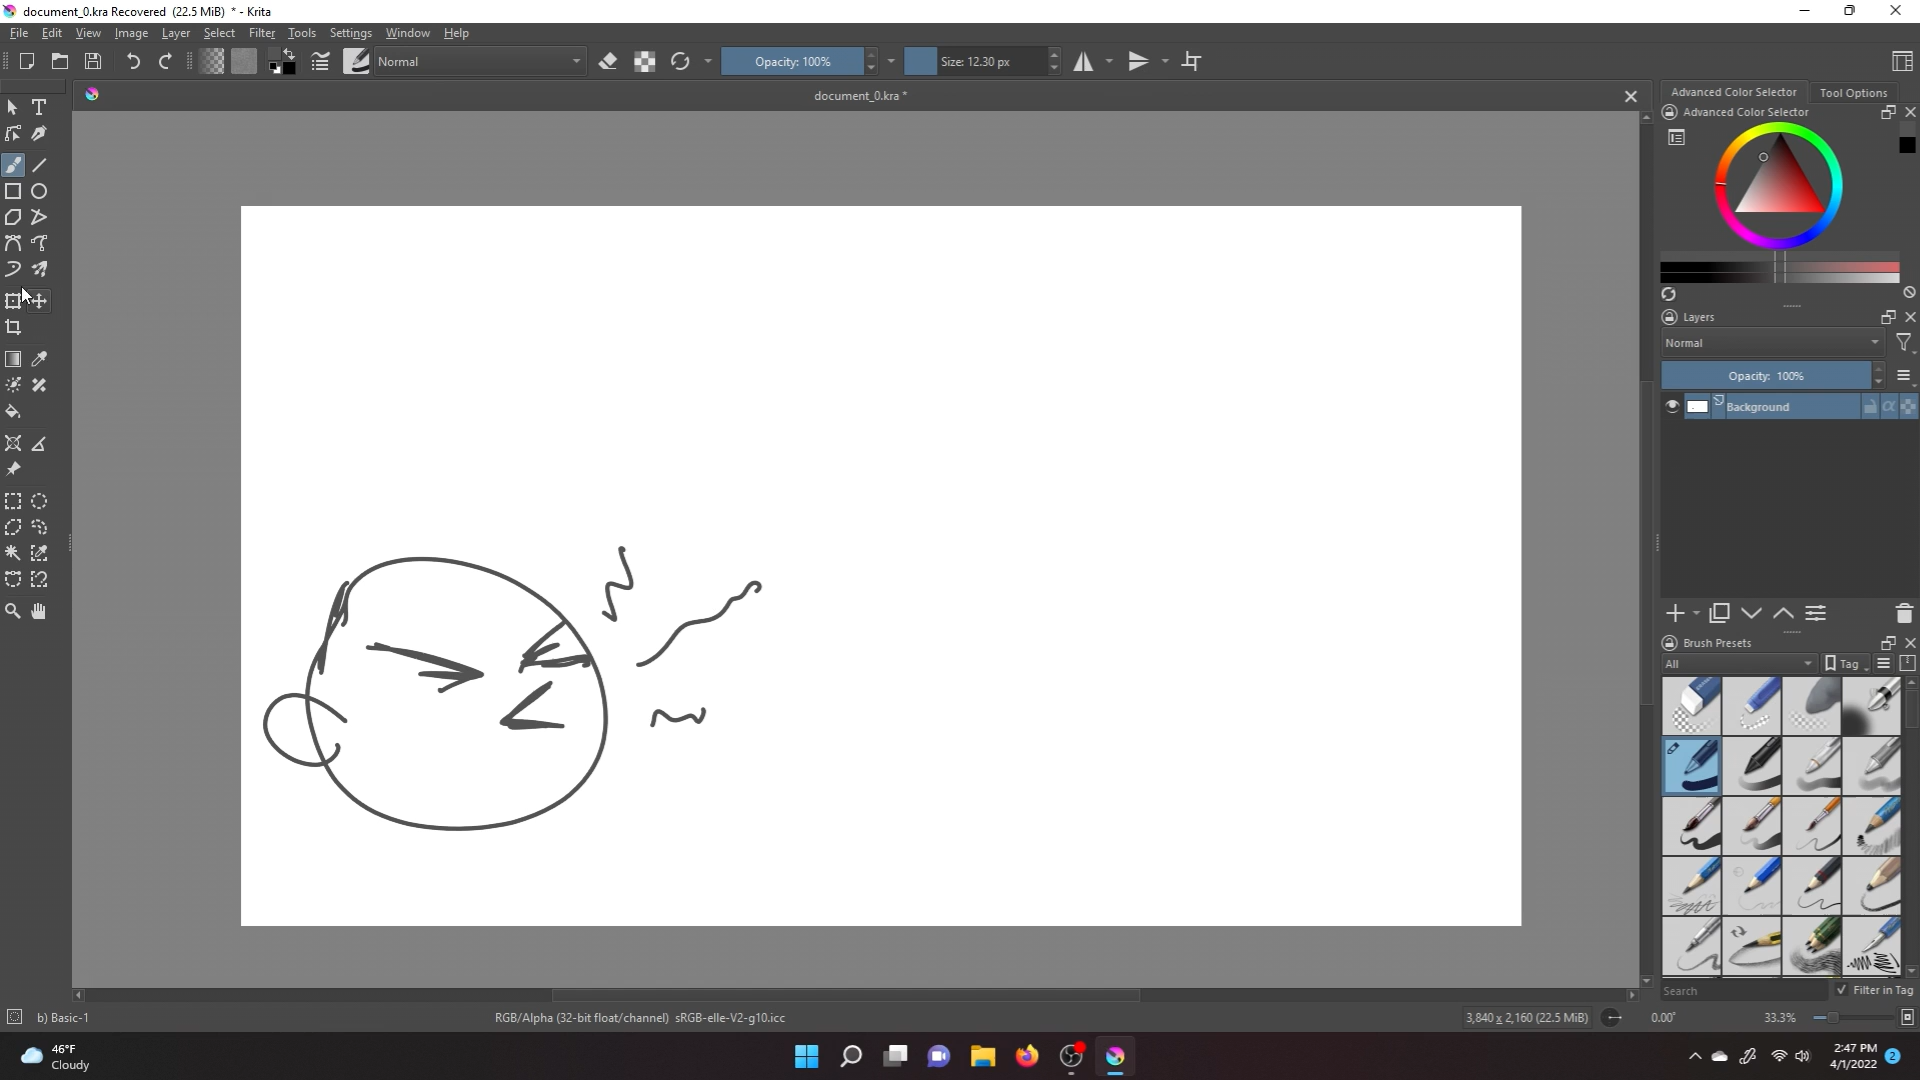 document_0.kra Recovered (22.5 MiB) * - Krita
File Edit View Image Layer Select Filter Tools Settings Window Help
Normal
Opacity: 100%
Size: 12.30 px
document_0.kra *
Advanced Color Selector
Tool Options
Advanced Color Selector
Layers
Normal
Opacity: 100%
Background
Brush Presets
All
Tag
Search
Filter in Tag
b) Basic-1
RGB/Alpha (32-bit float/channel) sRGB-elle-V2-g10.icc
3,840 x 2,160 (22.5 MiB)
0.00°
33.3%
46°F
Cloudy
2:47 PM
4/1/2022
2